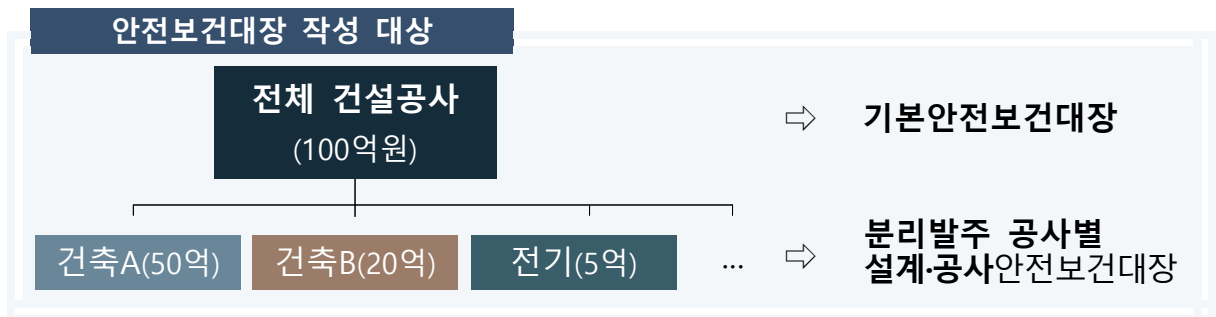 안전보건대장 작성 대상
전체 건설공사
(100억원)
⇨ 기본안전보건대장
건축A(50억) 건축B(20억) 전기(5억) ...
⇨ 분리발주 공사별
설계·공사안전보건대장